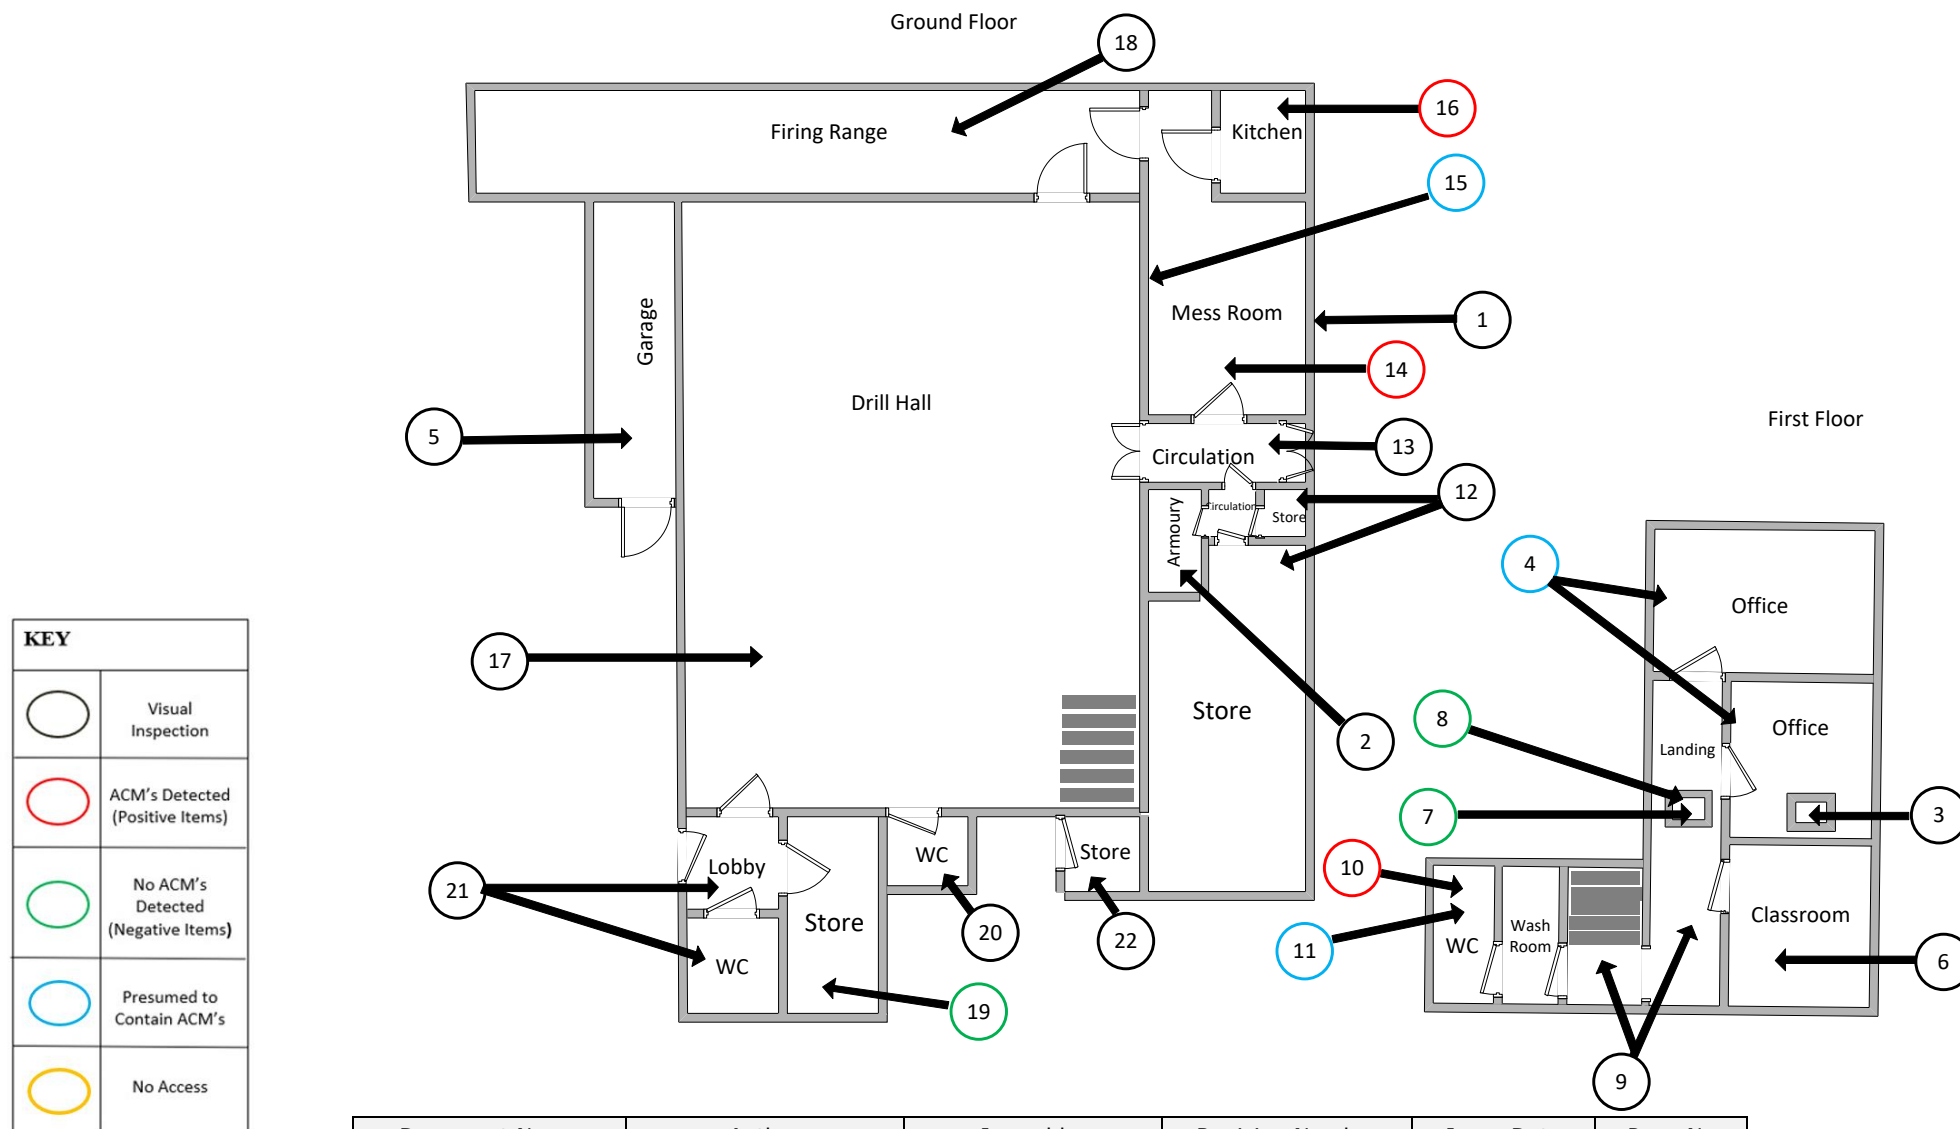 Ground Floor
18
16
Firing Range
Kitchen
15
Garage
Mess Room
1
14
Drill Hall
First Floor
5
13
Circulation
12
Armoury
Circulation
Store
4
Office
KEY
17
Visual
Inspection
Store
8
Office
2
Landing
ACM's Detected
(Positive Items)
7
3
WC
Store
Lobby
10
21
No ACM's
Detected
(Negative Items)
Store
20
22
Classroom
Wash
Room
11
WC
6
WC
19
Presumed to
Contain ACM's
9
No Access